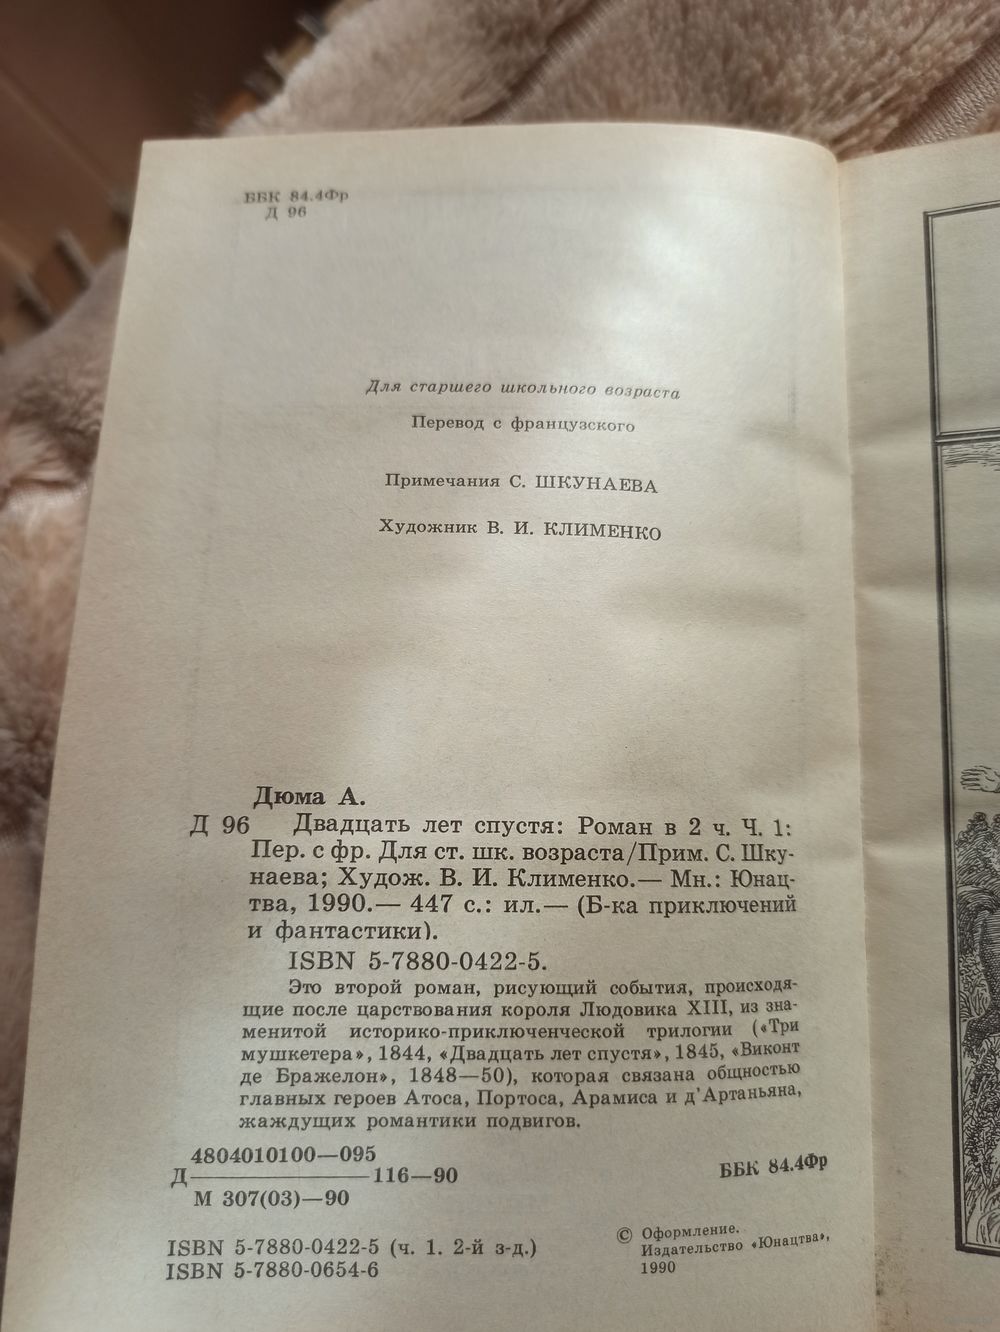 ББК 84.4Фр
Д 96
Для старшего школьного возраста
Перевод с французского
Примечания С. ШКУНАЕВА
Художник В. И. КЛИМЕНКО
Дюма А.
Д 96 Двадцать лет спустя: Роман в 2 ч. Ч. 1:
Пер. с фр. Для ст. шк. возраста/Прим. С. Шку-
наева; Худож. В. И. Клименко.— Мн.: Юнац-
тва, 1990.— 447 с.: ил.— (Б-ка приключений
и фантастики).
ISBN 5-7880-0422-5.
Это второй роман, рисующий события, происходя-
щие после царствования короля Людовика XIII, из зна-
менитой историко-приключенческой трилогии («Три
мушкетера», 1844, «Двадцать лет спустя», 1845, «Виконт
де Бражелон», 1848—50), которая связана общностью
главных героев Атоса, Портоса, Арамиса и д'Артаньяна,
жаждущих романтики подвигов.
4804010100—095
Д 116—90
М 307(03)—90
ББК 84.4Фр
ISBN 5-7880-0422-5 (ч. 1. 2-й з-д.)
ISBN 5-7880-0654-6
© Оформление.
Издательство «Юнацтва»,
1990